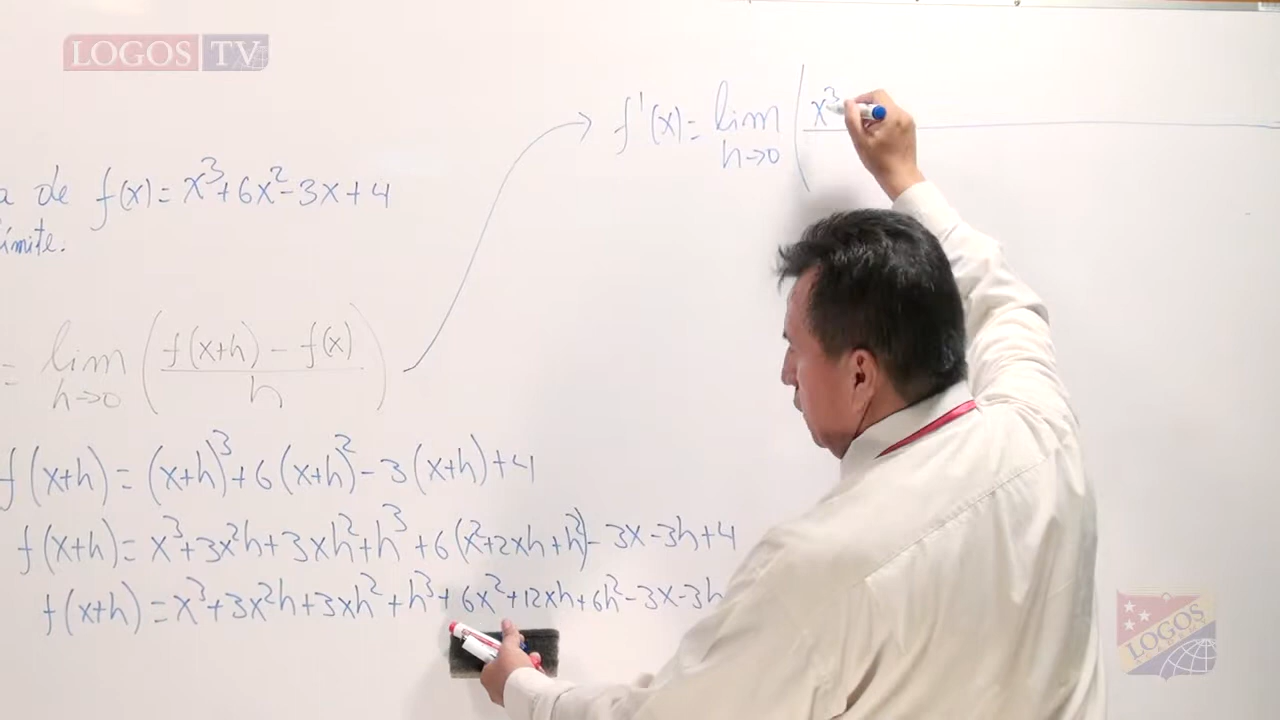 LOGOS TV
a de f(x) = x³ + 6x² - 3x + 4
límite.
f'(x) = lim h→0 ( x³
= lim h→0 ( f(x+h) - f(x) / h )
f(x+h) = (x+h)³ + 6(x+h)² - 3(x+h) + 4
f(x+h) = x³ + 3x²h + 3xh² + h³ + 6(x² + 2xh + h²) - 3x - 3h + 4
f(x+h) = x³ + 3x²h + 3xh² + h³ + 6x² + 12xh + 6h² - 3x - 3h
LOGOS